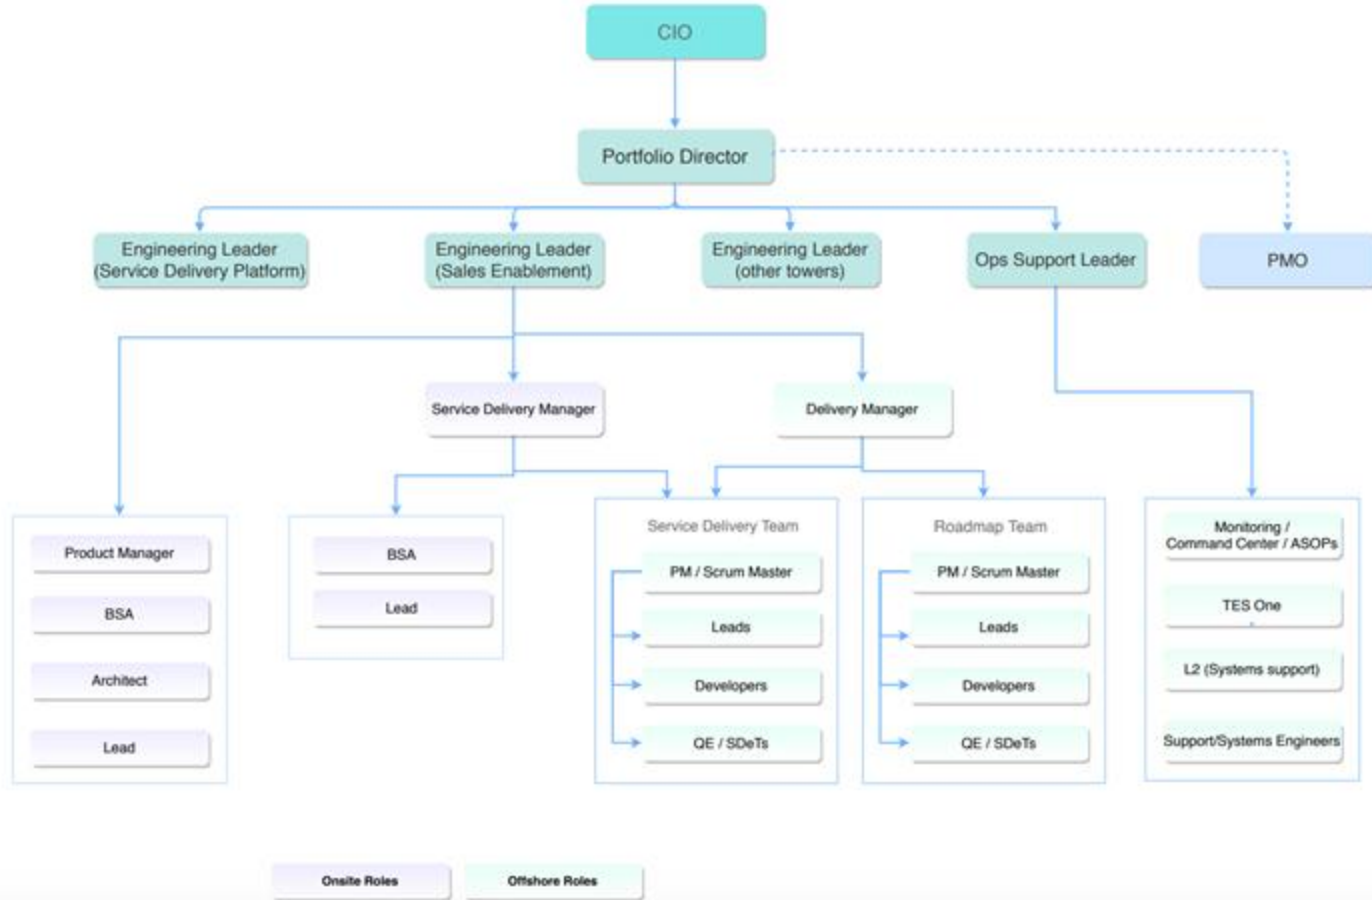 CIO
Portfolio Director
Engineering Leader
(Service Delivery Platform)
Engineering Leader
(Sales Enablement)
Engineering Leader
(other towers)
Ops Support Leader
PMO
Service Delivery Manager
Delivery Manager
Product Manager
BSA
Architect
Lead
BSA
Lead
Service Delivery Team
PM / Scrum Master
Leads
Developers
QE / SDeTs
Roadmap Team
PM / Scrum Master
Leads
Developers
QE / SDeTs
Monitoring /
Command Center / ASOPs
TES One
L2 (Systems support)
Support/Systems Engineers
Onsite Roles
Offshore Roles